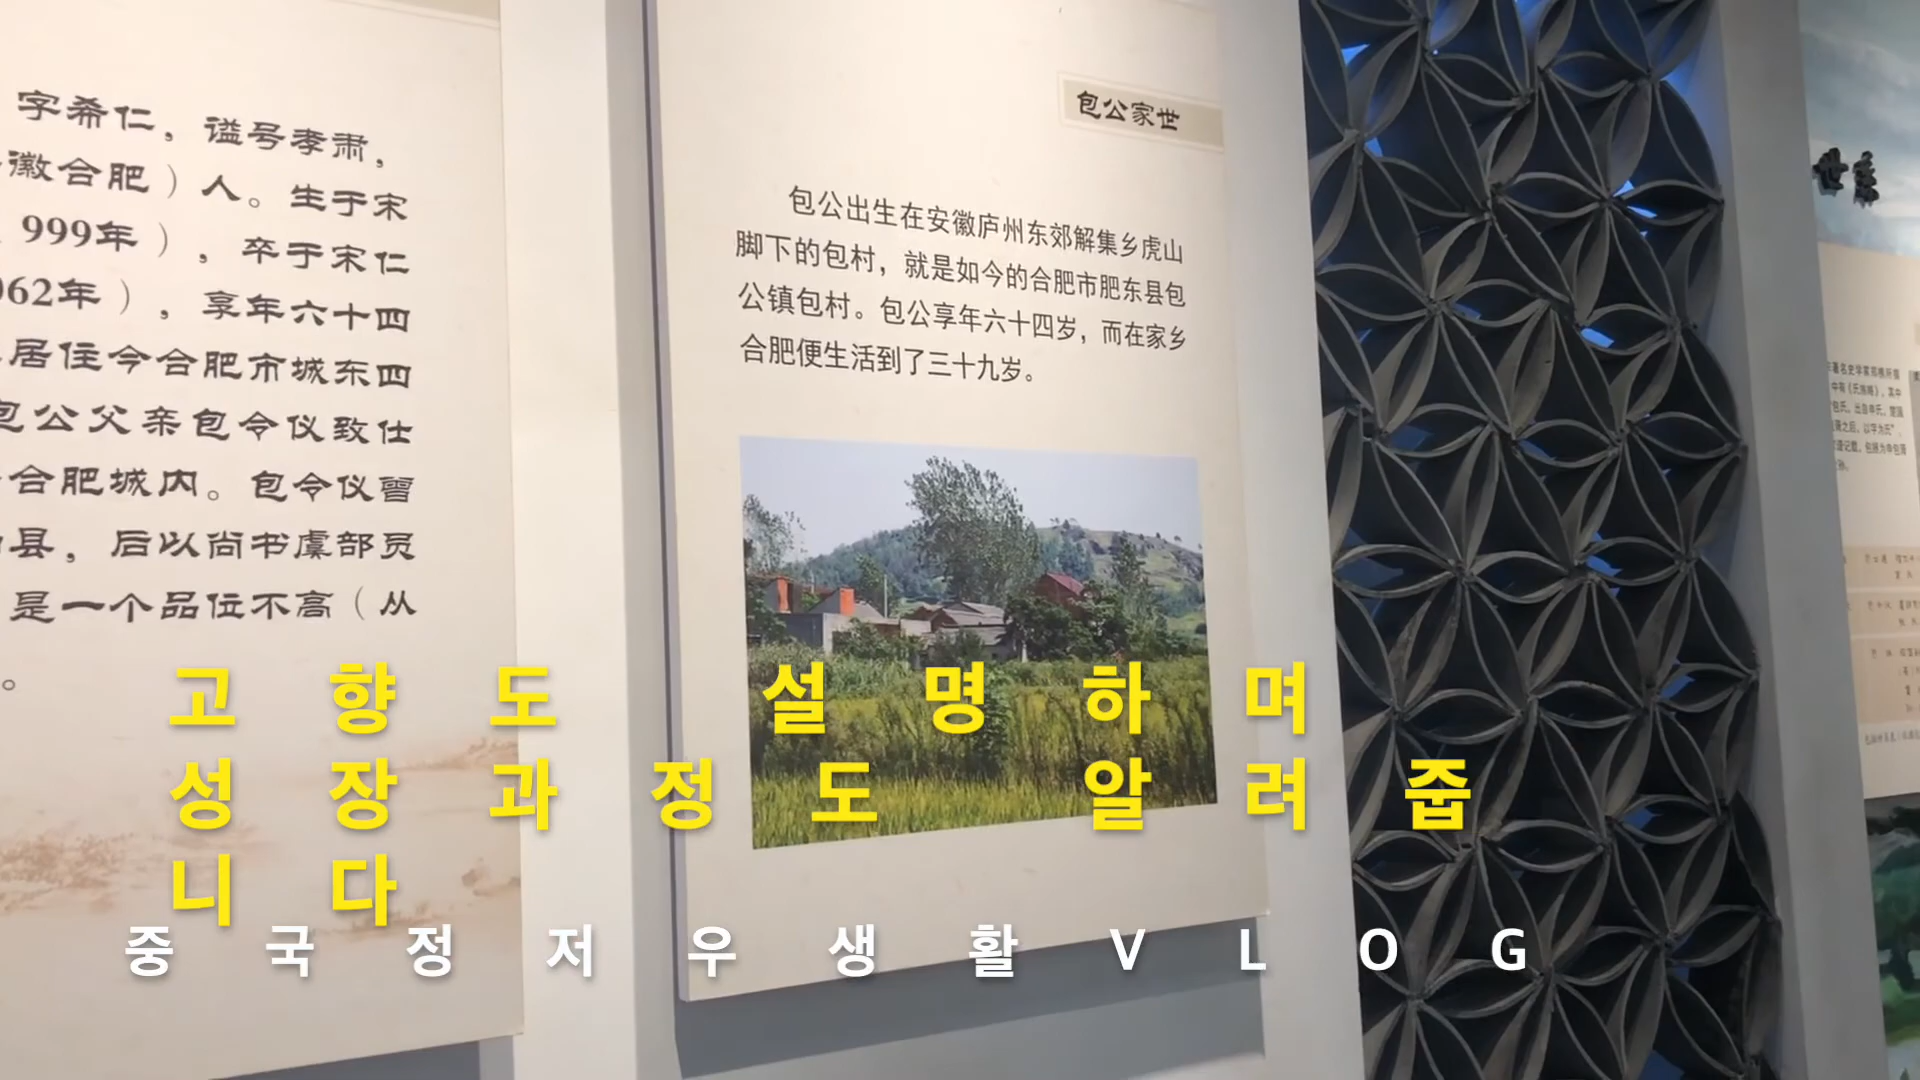 字希仁，谥号孝肃，
徽合肥）人。生于宋
999年），卒于宋仁
062年），享年六十四
居住今合肥市城东四
包公父亲包令仪致仕
合肥城内。包令仪曾
县，后以尚书虞部员
是一个品位不高（从
。
包公家世
包公出生在安徽庐州东郊解集乡虎山
脚下的包村，就是如今的合肥市肥东县包
公镇包村。包公享年六十四岁，而在家乡
合肥便生活到了三十九岁。
世系
고향도 설명하며
성장과정도 알려줍
니다
중국정저우생활VLOG